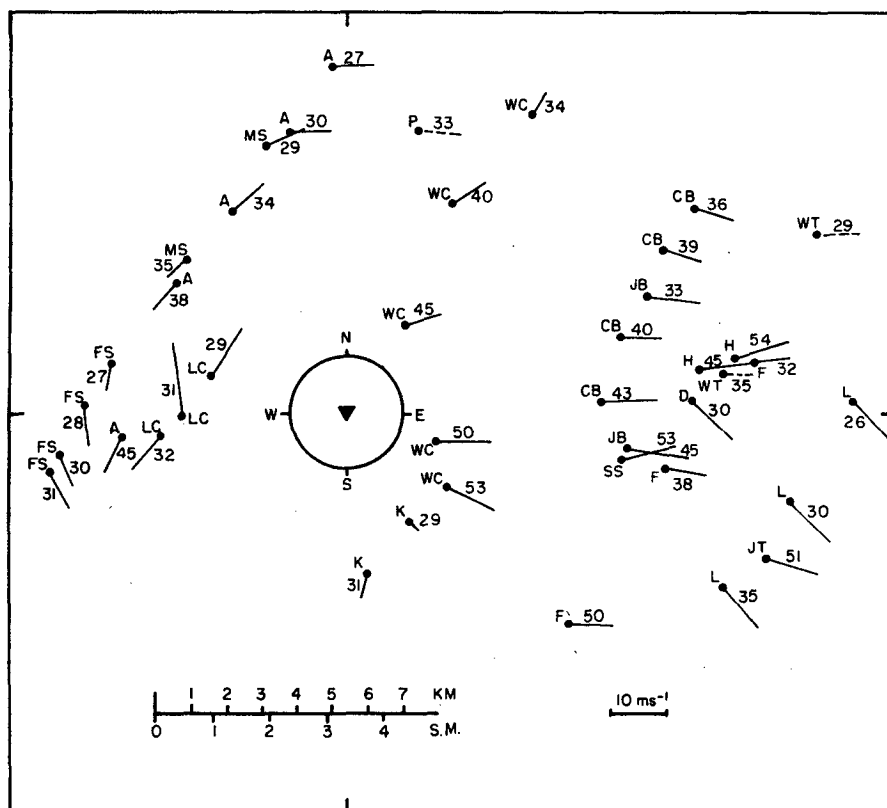 A 27
WC 34
A 30
MS 29
P 33
A 34
WC 40
CB 36
WT 29
MS 35
A 38
CB 39
JB 33
WC 45
CB 40
H 54
FS 27
LC 29
H 45
F 32
WT 35
N
W E
S
FS 28
LC 31
CB 43
D 30
L 26
A 45
LC 32
WC 50
JB 45
SS 53
FS 30
FS 31
F 38
WC 53
K 29
L 30
K 31
JT 51
L 35
F 50
1 2 3 4 5 6 7 KM
0 1 2 3 4 S.M.
10 ms⁻¹